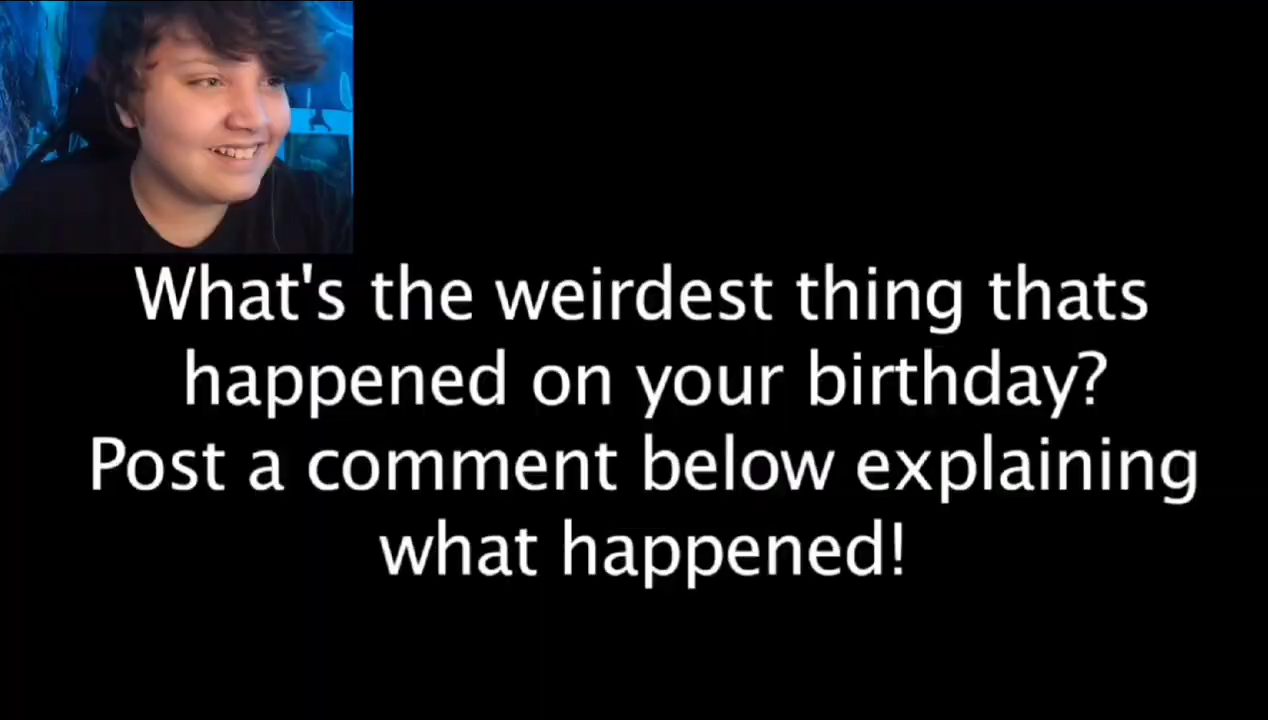 What's the weirdest thing thats
happened on your birthday?
Post a comment below explaining
what happened!